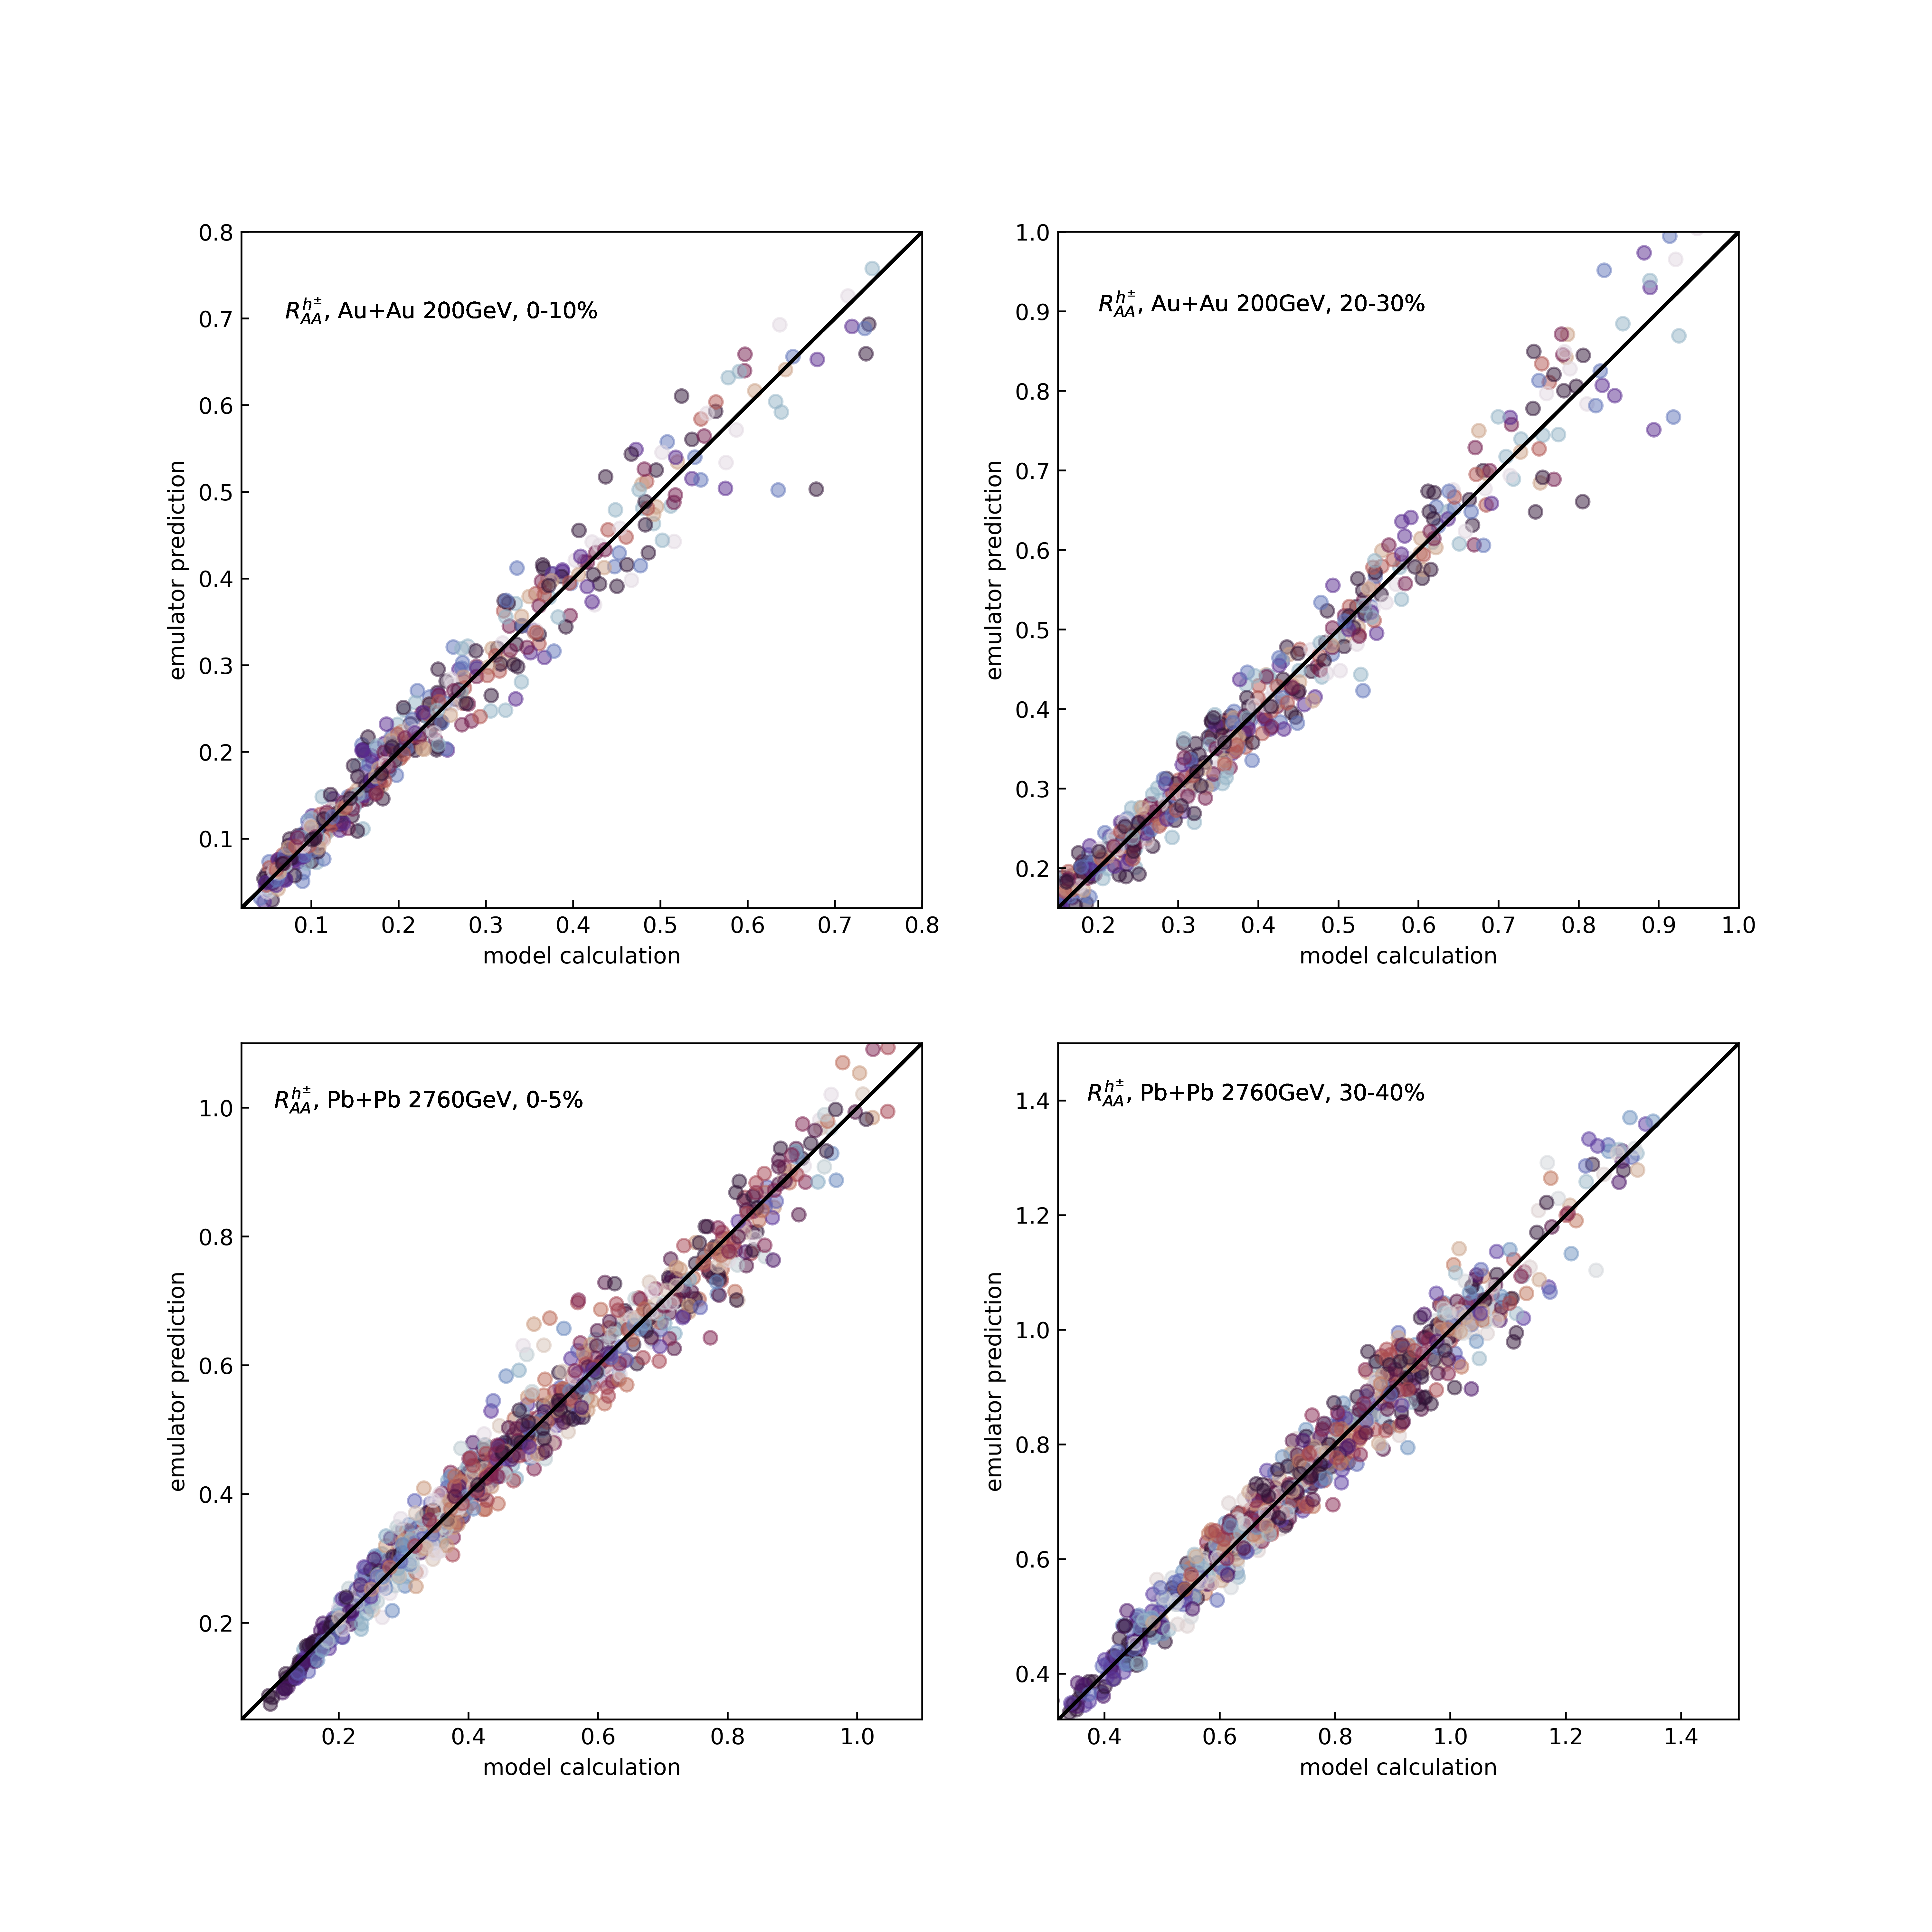 0.8
0.7
0.6
0.5
0.4
0.3
0.2
0.1
emulator prediction
R_{AA}^{h^±}, Au+Au 200GeV, 0-10%
0.1 0.2 0.3 0.4 0.5 0.6 0.7 0.8
model calculation
1.0
0.9
0.8
0.7
0.6
0.5
0.4
0.3
0.2
emulator prediction
R_{AA}^{h^±}, Au+Au 200GeV, 20-30%
0.2 0.3 0.4 0.5 0.6 0.7 0.8 0.9 1.0
model calculation
1.0
0.8
0.6
0.4
0.2
emulator prediction
R_{AA}^{h^±}, Pb+Pb 2760GeV, 0-5%
0.2 0.4 0.6 0.8 1.0
model calculation
1.4
1.2
1.0
0.8
0.6
0.4
emulator prediction
R_{AA}^{h^±}, Pb+Pb 2760GeV, 30-40%
0.4 0.6 0.8 1.0 1.2 1.4
model calculation